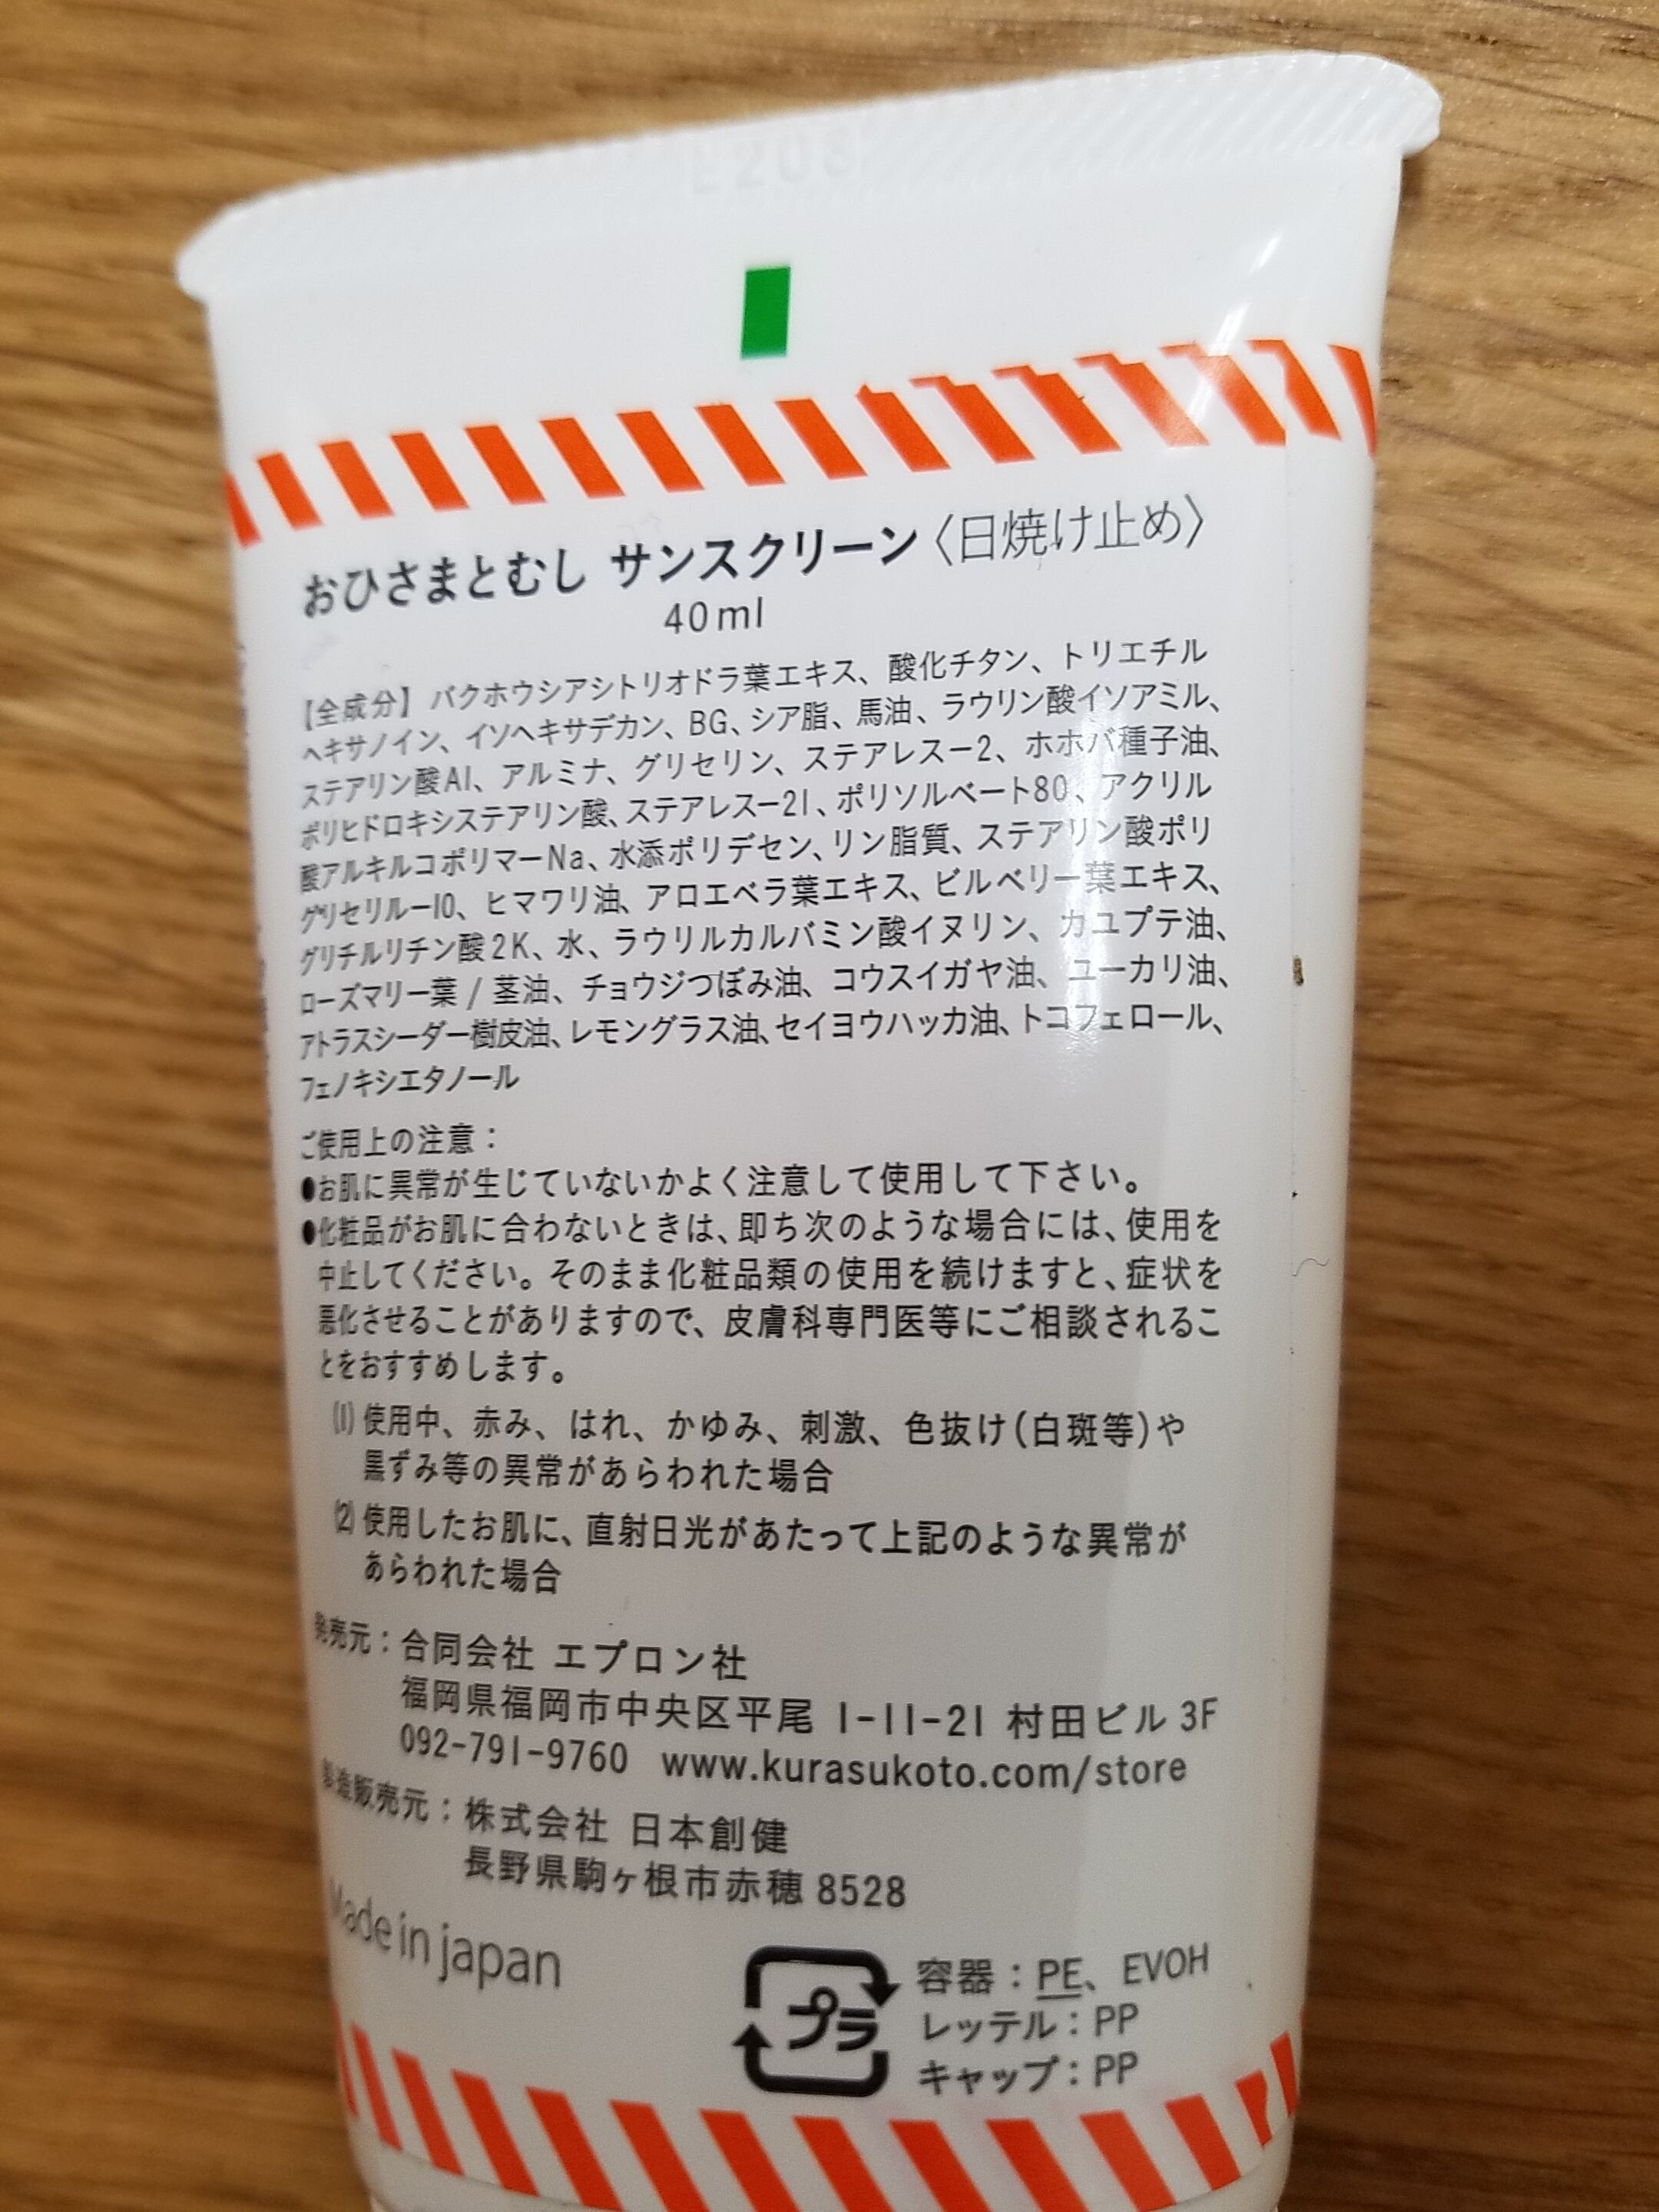 おひさまとむし サンスクリーン〈日焼け止め〉
40ml
【全成分】 バクホウシアシトリオドラ葉エキス、酸化チタン、トリエチル
ヘキサノイン、イソヘキサデカン、BG、シア脂、馬油、ラウリン酸イソアミル、
ステアリン酸Al、アルミナ、グリセリン、ステアレスー2、ホホバ種子油、
ポリヒドロキシステアリン酸、ステアレスー21、ポリソルベート80、アクリル
酸アルキルコポリマーNa、水添ポリデセン、リン脂質、ステアリン酸ポリ
グリセリルー10、ヒマワリ油、アロエベラ葉エキス、ビルベリー葉エキス、
グリチルリチン酸2K、水、ラウリルカルバミン酸イヌリン、カユプテ油、
ローズマリー葉 / 茎油、チョウジつぼみ油、コウスイガヤ油、ユーカリ油、
アトラスシーダー樹皮油、レモングラス油、セイヨウハッカ油、トコフェロール、
フェノキシエタノール
ご使用上の注意：
●お肌に異常が生じていないかよく注意して使用して下さい。
●化粧品がお肌に合わないときは、即ち次のような場合には、使用を
中止してください。そのまま化粧品類の使用を続けますと、症状を
悪化させることがありますので、皮膚科専門医等にご相談されるこ
とをおすすめします。
(1) 使用中、赤み、はれ、かゆみ、刺激、色抜け(白斑等)や
黒ずみ等の異常があらわれた場合
(2) 使用したお肌に、直射日光があたって上記のような異常が
あらわれた場合
発売元：合同会社 エプロン社
福岡県福岡市中央区平尾 1-11-21 村田ビル 3F
092-791-9760 www.kurasukoto.com/store
製造販売元：株式会社 日本創健
長野県駒ヶ根市赤穂 8528
Made in japan
プラ
容器：PE、EVOH
レッテル：PP
キャップ：PP